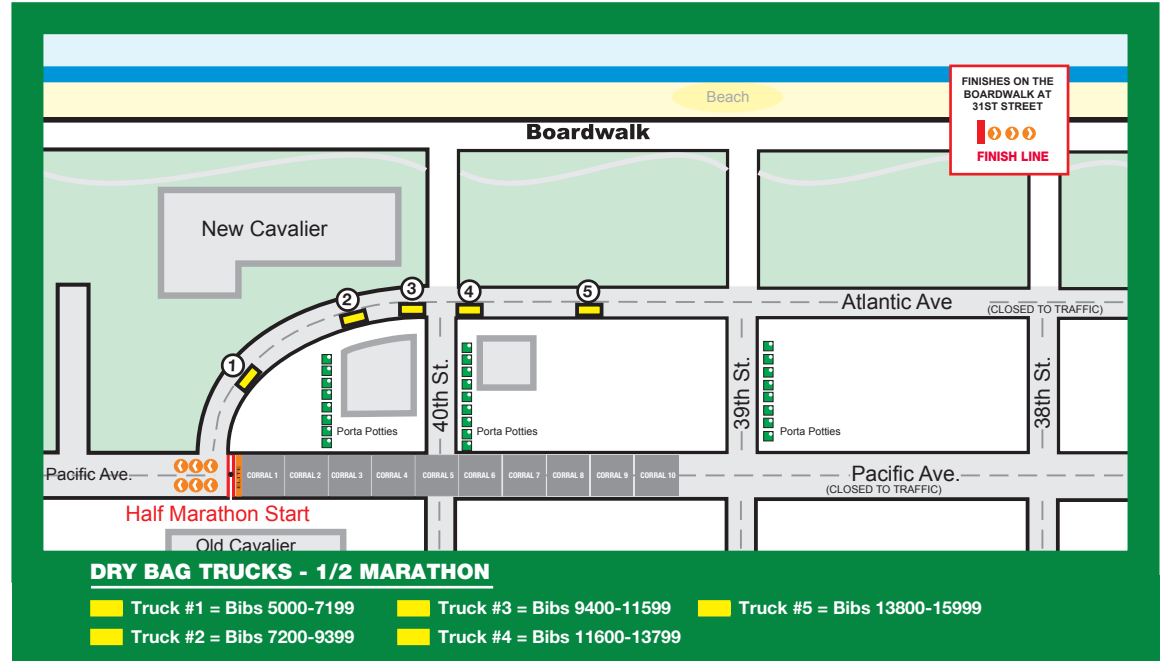 FINISHES ON THE
BOARDWALK AT
31ST STREET
FINISH LINE
Beach
Boardwalk
New Cavalier
3
4
5
2
1
Atlantic Ave
(CLOSED TO TRAFFIC)
40th St.
39th St.
38th St.
Porta Potties
Porta Potties
Porta Potties
Pacific Ave.
ELITE
CORRAL 1
CORRAL 2
CORRAL 3
CORRAL 4
CORRAL 5
CORRAL 6
CORRAL 7
CORRAL 8
CORRAL 9
CORRAL 10
Pacific Ave.
(CLOSED TO TRAFFIC)
Half Marathon Start
Old Cavalier
DRY BAG TRUCKS - 1/2 MARATHON
Truck #1 = Bibs 5000-7199
Truck #2 = Bibs 7200-9399
Truck #3 = Bibs 9400-11599
Truck #4 = Bibs 11600-13799
Truck #5 = Bibs 13800-15999